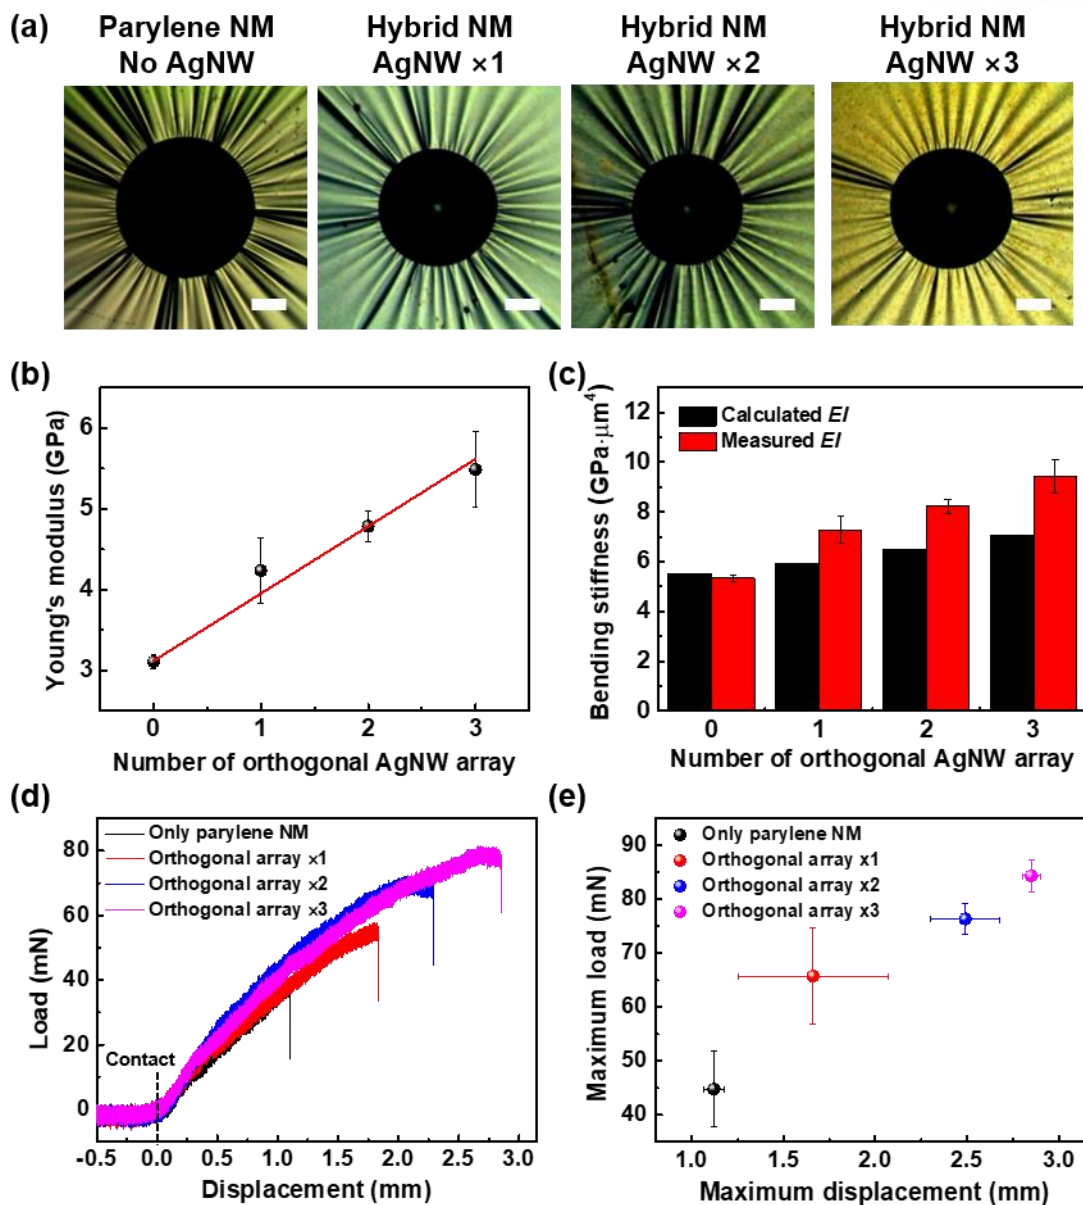 (a)
Parylene NM
No AgNW
Hybrid NM
AgNW ×1
Hybrid NM
AgNW ×2
Hybrid NM
AgNW ×3
(b)
Young's modulus (GPa)
6
5
4
3
0 1 2 3
Number of orthogonal AgNW array
(c)
Bending stiffness (GPa·μm⁴)
12
10
8
6
4
2
0
Calculated EI
Measured EI
0 1 2 3
Number of orthogonal AgNW array
(d)
Load (mN)
80
60
40
20
0
Only parylene NM
Orthogonal array ×1
Orthogonal array ×2
Orthogonal array ×3
Contact
-0.5 0.0 0.5 1.0 1.5 2.0 2.5 3.0
Displacement (mm)
(e)
Maximum load (mN)
90
80
70
60
50
40
Only parylene NM
Orthogonal array x1
Orthogonal array x2
Orthogonal array x3
1.0 1.5 2.0 2.5 3.0
Maximum displacement (mm)